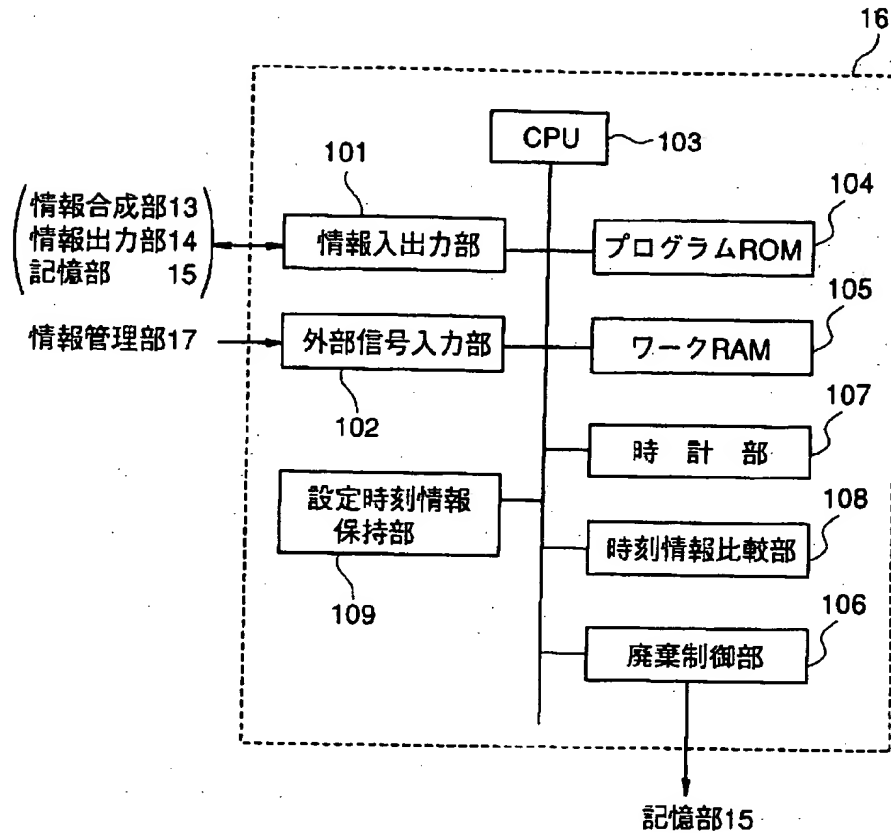 16
CPU
103
101
情報合成部13
情報出力部14
記憶部 15
情報入出力部
プログラムROM
104
情報管理部17
外部信号入力部
102
ワークRAM
105
時 計 部
107
設定時刻情報
保持部
109
時刻情報比較部
108
廃棄制御部
106
記憶部15